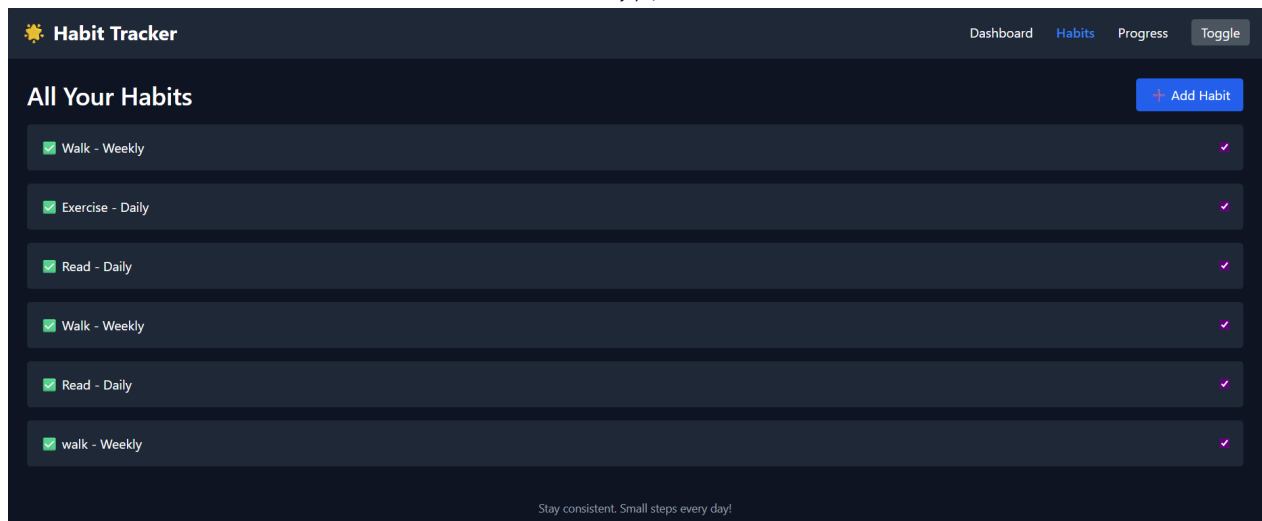 Habit Tracker Dashboard Habits Progress Toggle
All Your Habits Add Habit
Walk - Weekly
Exercise - Daily
Read - Daily
Walk - Weekly
Read - Daily
walk - Weekly
Stay consistent. Small steps every day!